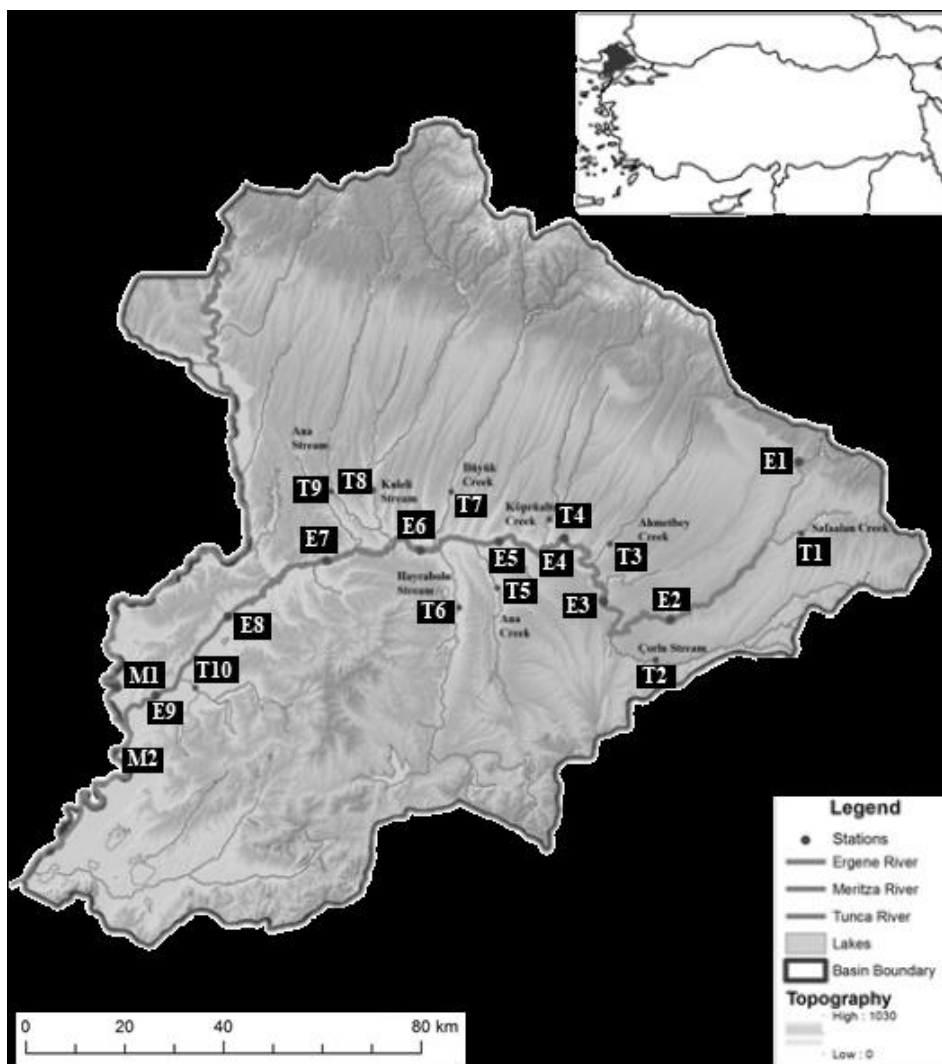 E1
Ana
Stream
T9
T8
Kuleli
Stream
Büyük
Creek
T7
E7
E6
Köprüaltı
Creek
T4
Ahmetbey
Creek
Safaalan Creek
T1
E5
E4
T3
Hayrabolu
Stream
T6
T5
Ana
Creek
E3
E2
E8
Çorlu Stream
T2
M1
T10
E9
M2
Legend
Stations
Ergene River
Meritza River
Tunca River
Lakes
Basin Boundary
Topography
High : 1030
Low : 0
0 20 40 80 km